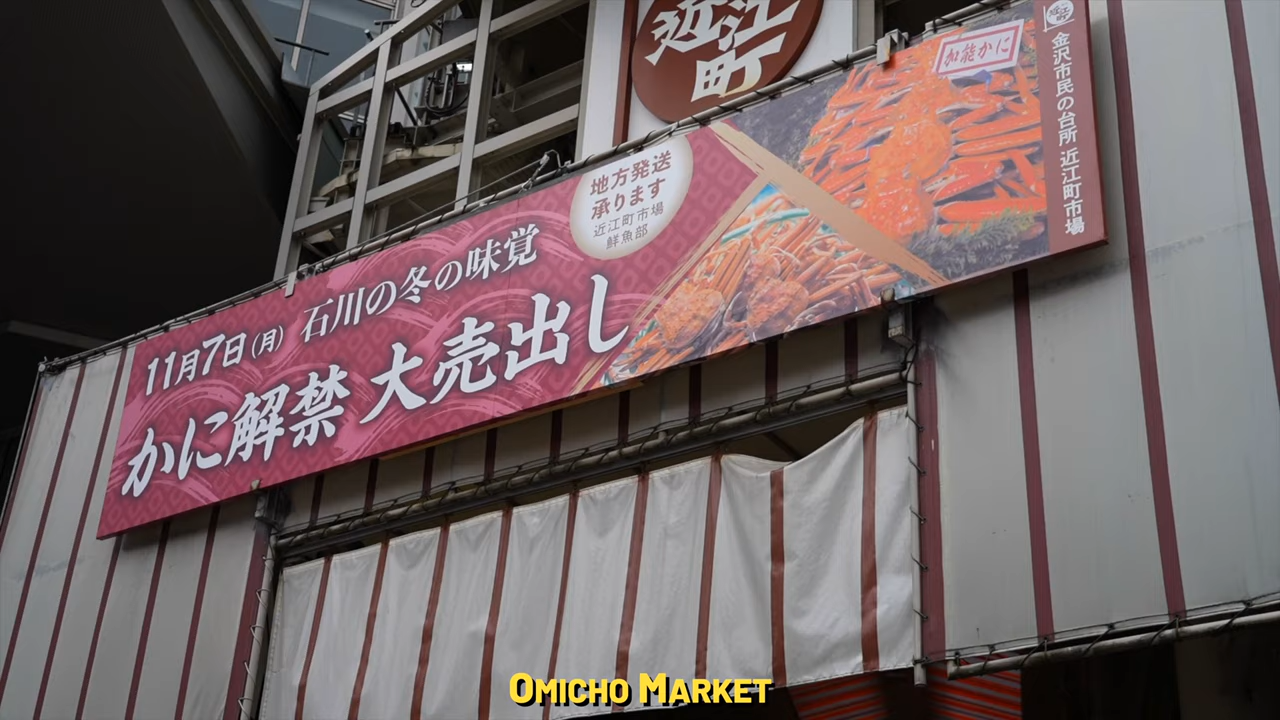 近江
町
地方発送
承ります
近江町市場
鮮魚部
11月7日(月) 石川の冬の味覚
かに解禁 大売出し
加能かに
近江町
金沢市民の台所 近江町市場
OMICHO MARKET